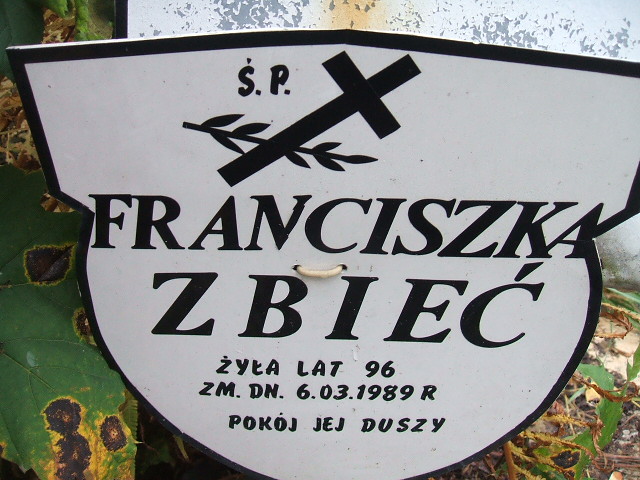 Ś.P.
FRANCISZKA
ZBIEĆ
ŻYŁA LAT 96
ZM. DN. 6.03.1989 R
POKÓJ JEJ DUSZY